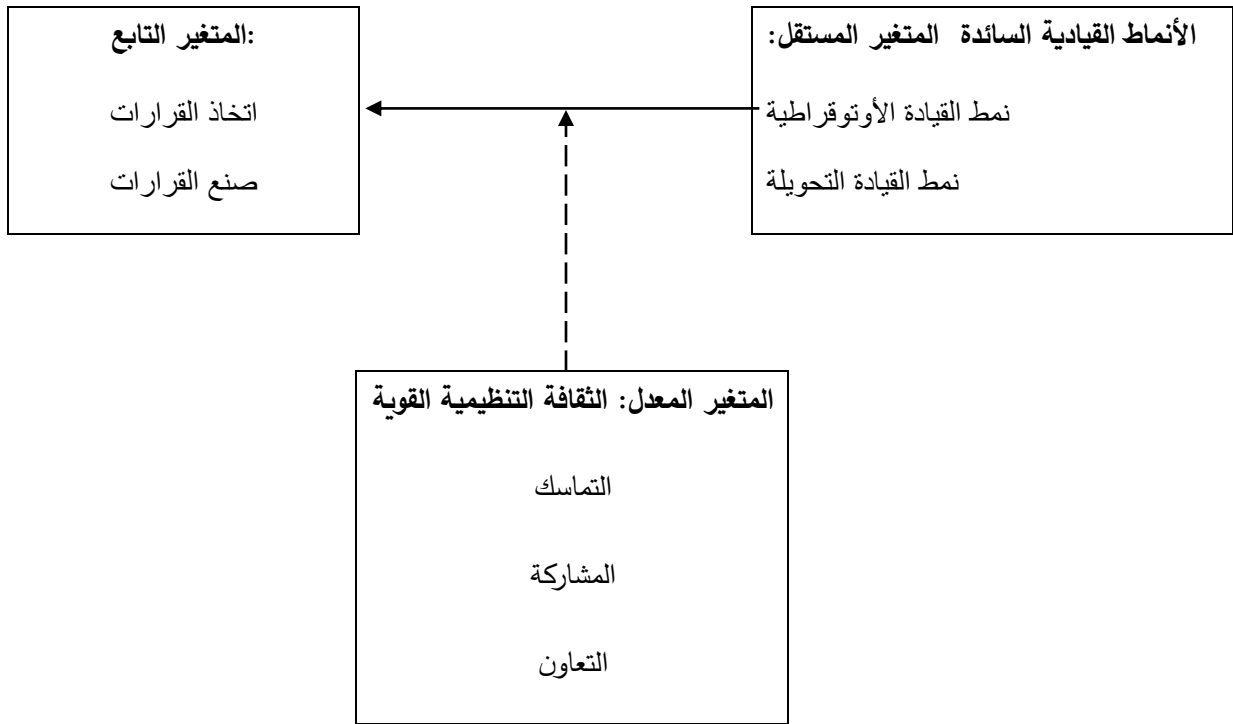 الأنماط القيادية السائدة المتغير المستقل:
نمط القيادة الأوتوقراطية
نمط القيادة التحويلة
:المتغير التابع
اتخاذ القرارات
صنع القرارات
المتغير المعدل: الثقافة التنظيمية القوية
التماسك
المشاركة
التعاون